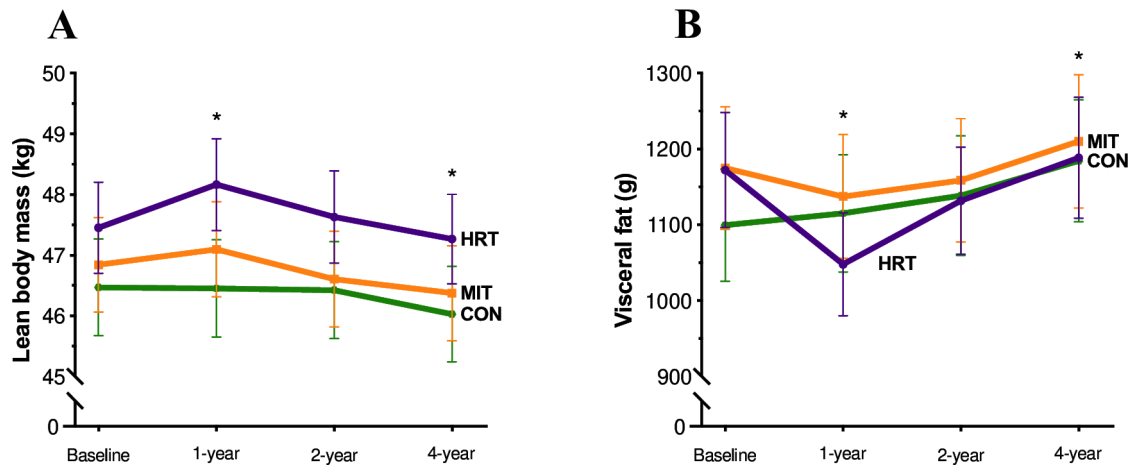 A
Lean body mass (kg)
50
49
48
47
46
45
0
*
*
HRT
MIT
CON
Baseline
1-year
2-year
4-year
B
Visceral fat (g)
1300
1200
1100
1000
900
0
*
*
MIT
CON
HRT
Baseline
1-year
2-year
4-year